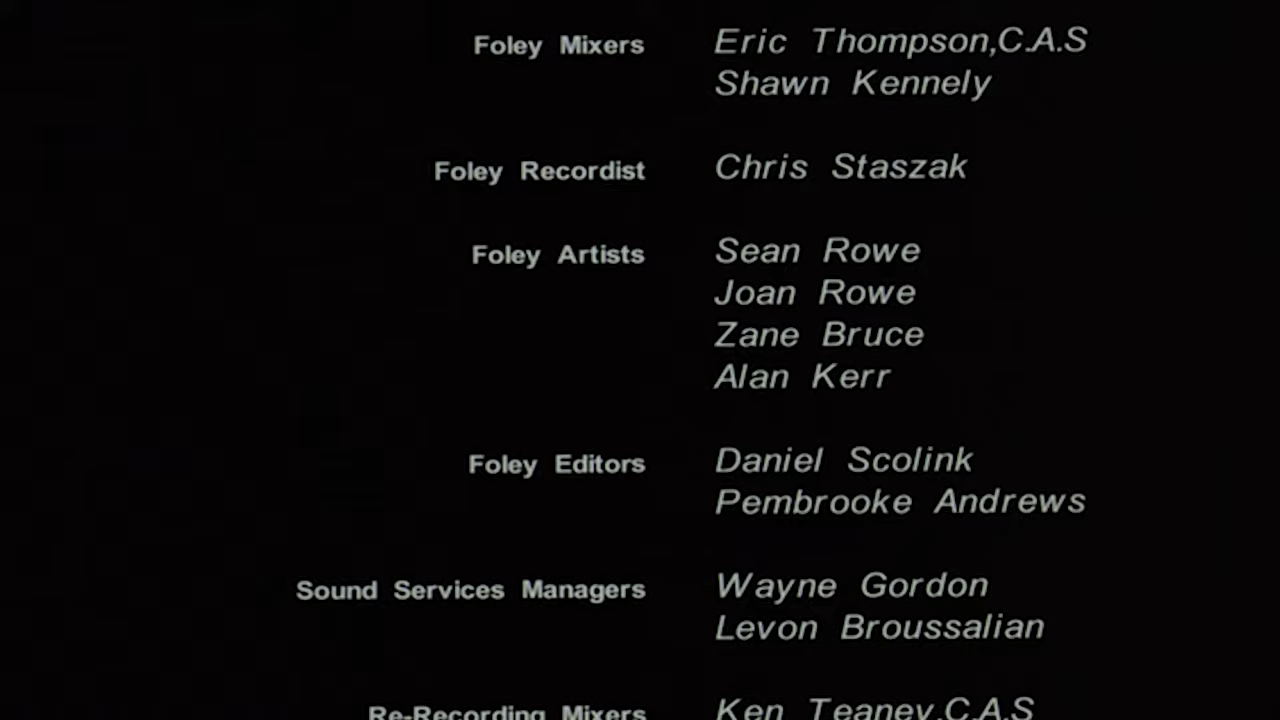 Foley Mixers Eric Thompson,C.A.S
Shawn Kennely
Foley Recordist Chris Staszak
Foley Artists Sean Rowe
Joan Rowe
Zane Bruce
Alan Kerr
Foley Editors Daniel Scolink
Pembrooke Andrews
Sound Services Managers Wayne Gordon
Levon Broussalian
Re-Recording Mixers Ken Teaney,C.A.S